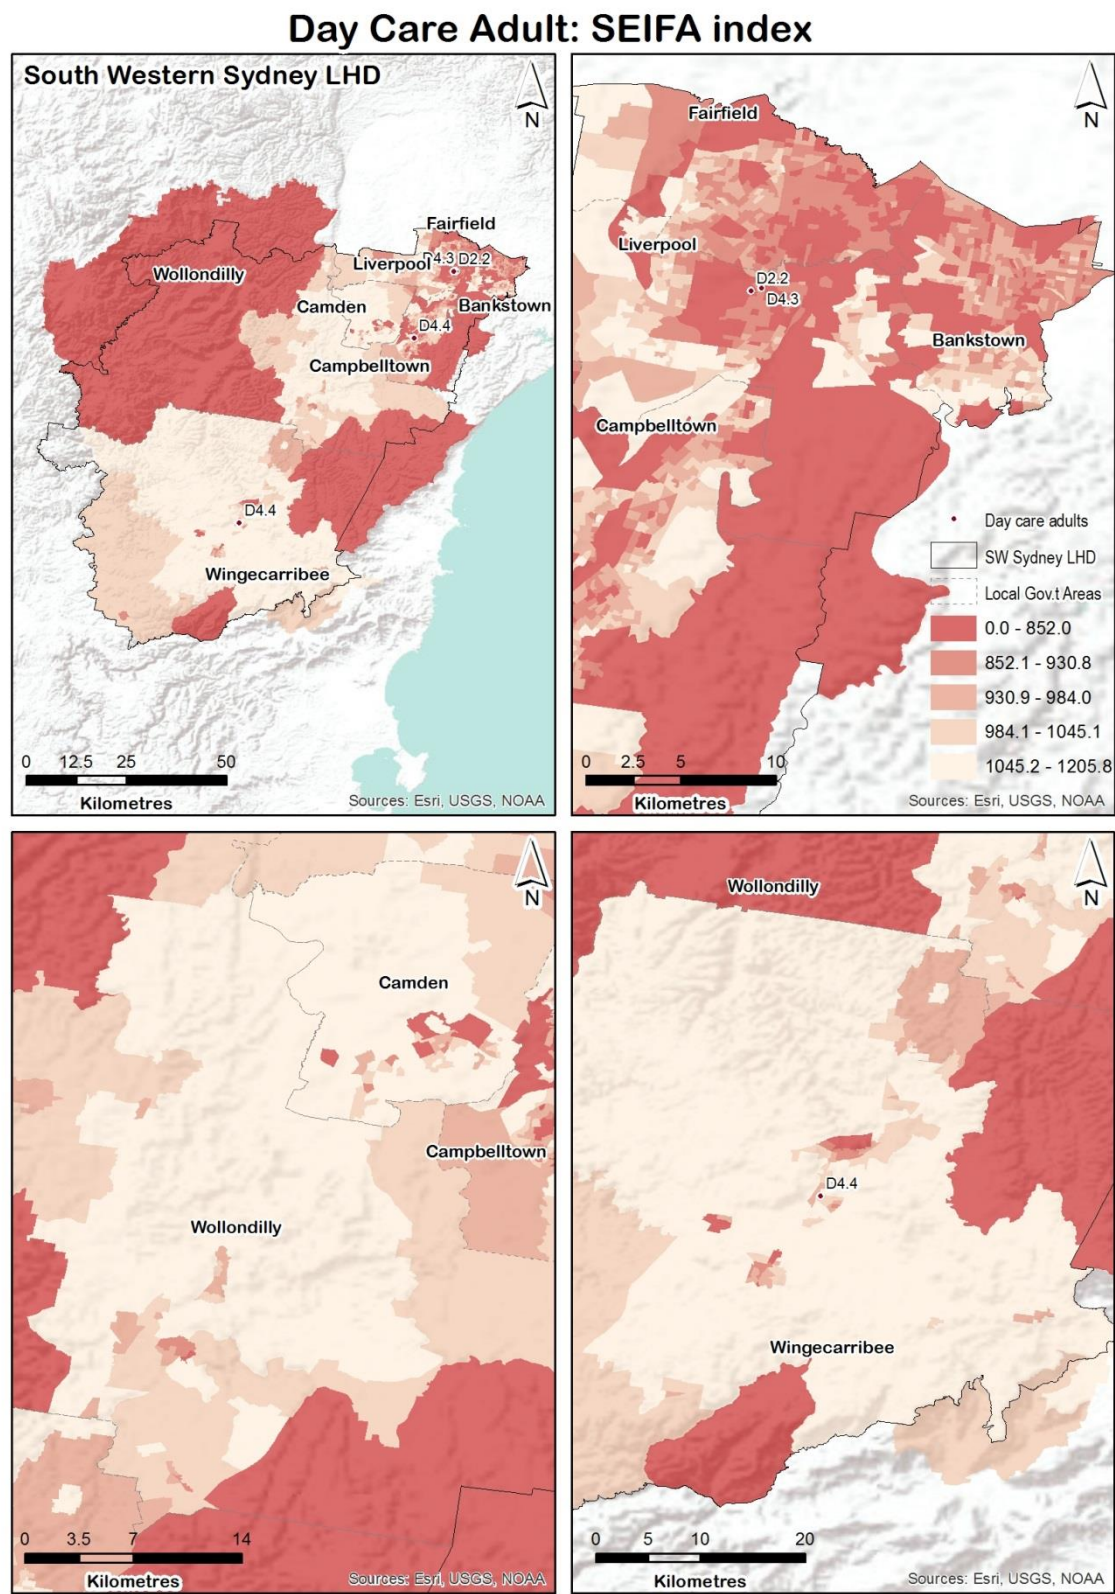 Day Care Adult: SEIFA index
South Western Sydney LHD
N
Fairfield
Liverpool
D4.3 D2.2
Wollondilly
Camden
Bankstown
D4.4
Campbelltown
D4.4
Wingecarribee
0 12.5 25 50
Kilometres
Sources: Esri, USGS, NOAA
Fairfield
N
Liverpool
D2.2
D4.3
Bankstown
Campbelltown
Day care adults
SW Sydney LHD
Local Gov.t Areas
0.0 - 852.0
852.1 - 930.8
930.9 - 984.0
984.1 - 1045.1
1045.2 - 1205.8
0 2.5 5 10
Kilometres
Sources: Esri, USGS, NOAA
N
Camden
Campbelltown
Wollondilly
0 3.5 7 14
Kilometres
Sources: Esri, USGS, NOAA
Wollondilly
N
D4.4
Wingecarribee
0 5 10 20
Kilometres
Sources: Esri, USGS, NOAA